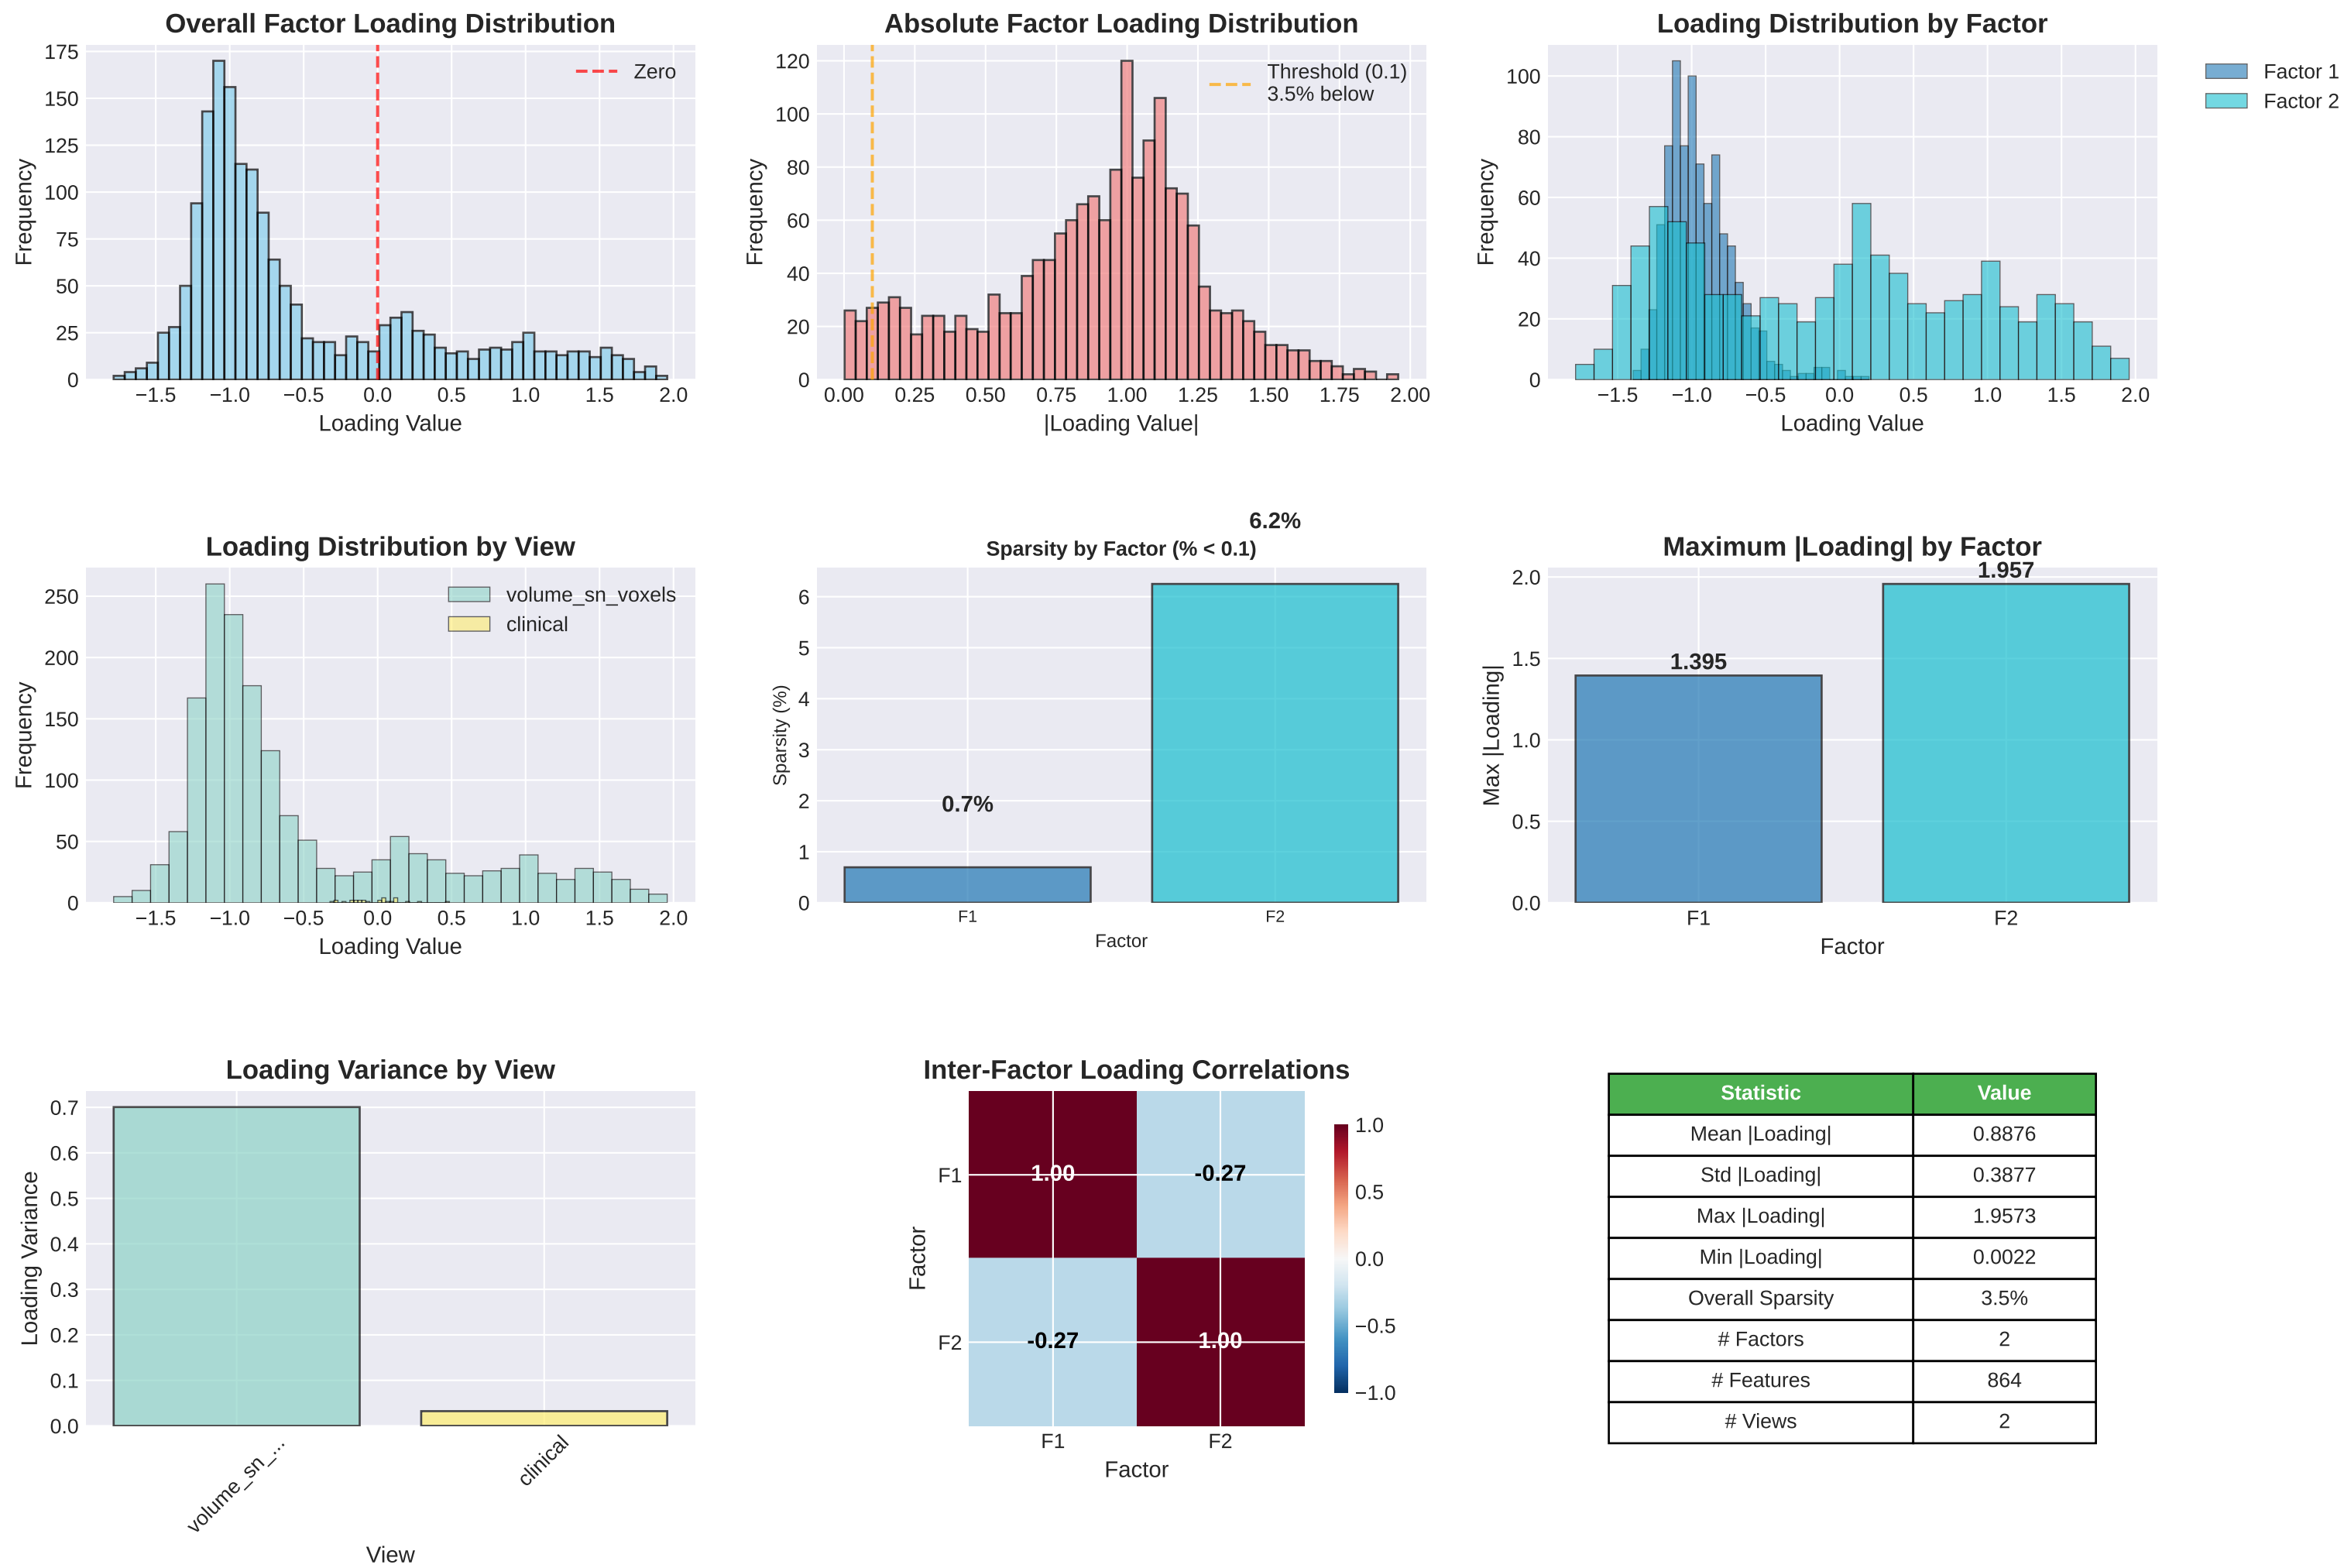 Overall Factor Loading Distribution
175
150
125
100
75
50
25
0
Frequency
Zero
−1.5 −1.0 −0.5 0.0 0.5 1.0 1.5 2.0
Loading Value
Absolute Factor Loading Distribution
120
100
80
60
40
20
0
Frequency
Threshold (0.1)
3.5% below
0.00 0.25 0.50 0.75 1.00 1.25 1.50 1.75 2.00
|Loading Value|
Loading Distribution by Factor
100
80
60
40
20
0
Frequency
Factor 1
Factor 2
−1.5 −1.0 −0.5 0.0 0.5 1.0 1.5 2.0
Loading Value
Loading Distribution by View
250
200
150
100
50
0
Frequency
volume_sn_voxels
clinical
−1.5 −1.0 −0.5 0.0 0.5 1.0 1.5 2.0
Loading Value
6.2%
Sparsity by Factor (% < 0.1)
6
5
4
3
2
1
0
Sparsity (%)
0.7%
F1 F2
Factor
Maximum |Loading| by Factor
1.957
2.0
1.5
1.0
0.5
0.0
Max |Loading|
1.395
F1 F2
Factor
Loading Variance by View
0.7
0.6
0.5
0.4
0.3
0.2
0.1
0.0
Loading Variance
volume_sn_...
clinical
View
Inter-Factor Loading Correlations
F1
F2
Factor
1.00 -0.27
-0.27 1.00
F1 F2
Factor
1.0
0.5
0.0
−0.5
−1.0
Statistic Value
Mean |Loading| 0.8876
Std |Loading| 0.3877
Max |Loading| 1.9573
Min |Loading| 0.0022
Overall Sparsity 3.5%
# Factors 2
# Features 864
# Views 2